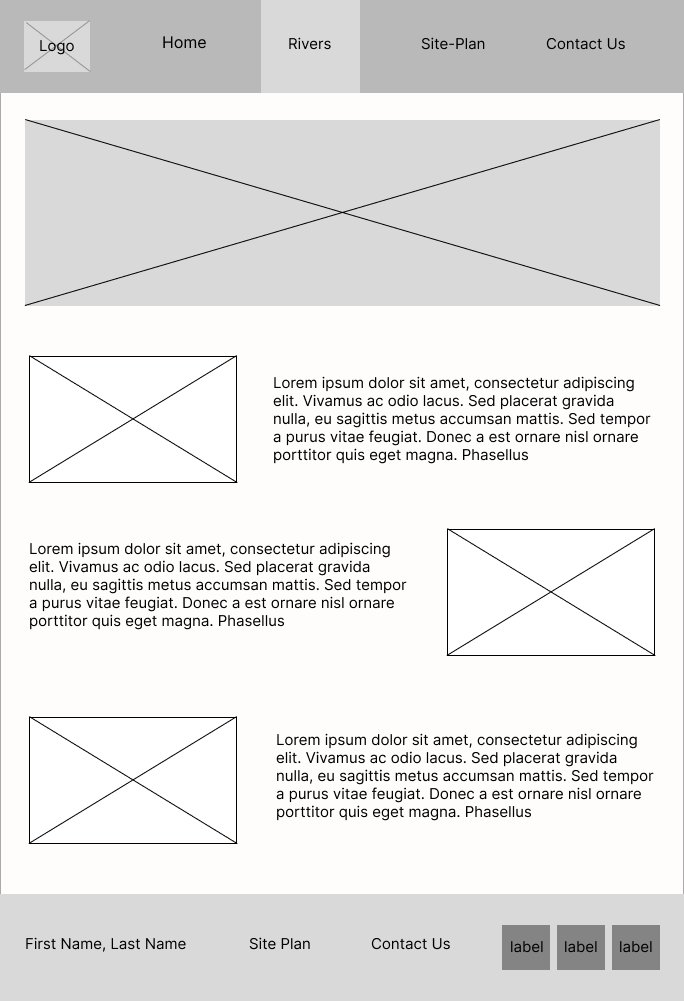 Logo
Home
Rivers
Site-Plan
Contact Us
Lorem ipsum dolor sit amet, consectetur adipiscing
elit. Vivamus ac odio lacus. Sed placerat gravida
nulla, eu sagittis metus accumsan mattis. Sed tempor
a purus vitae feugiat. Donec a est ornare nisl ornare
porttitor quis eget magna. Phasellus
Lorem ipsum dolor sit amet, consectetur adipiscing
elit. Vivamus ac odio lacus. Sed placerat gravida
nulla, eu sagittis metus accumsan mattis. Sed tempor
a purus vitae feugiat. Donec a est ornare nisl ornare
porttitor quis eget magna. Phasellus
Lorem ipsum dolor sit amet, consectetur adipiscing
elit. Vivamus ac odio lacus. Sed placerat gravida
nulla, eu sagittis metus accumsan mattis. Sed tempor
a purus vitae feugiat. Donec a est ornare nisl ornare
porttitor quis eget magna. Phasellus
First Name, Last Name
Site Plan
Contact Us
label
label
label